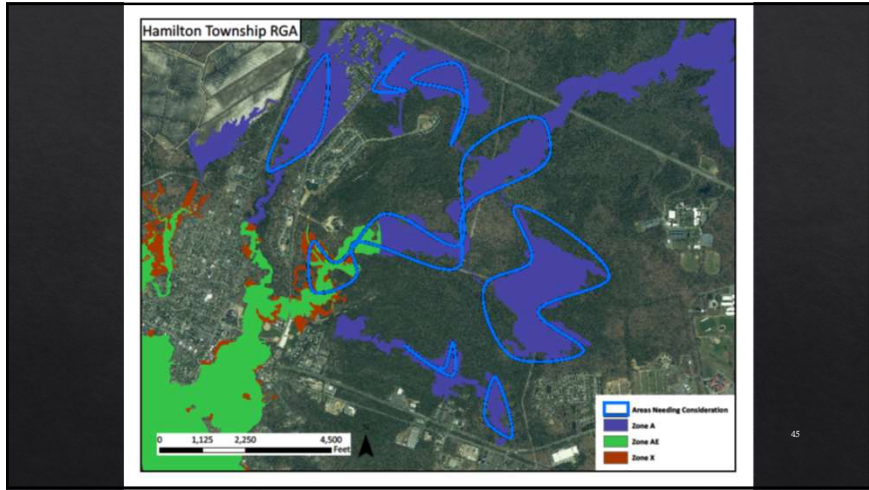 Hamilton Township RGA
Areas Needing Consideration
Zone A
Zone AE
Zone X
0 1,125 2,250 4,500
Feet
45